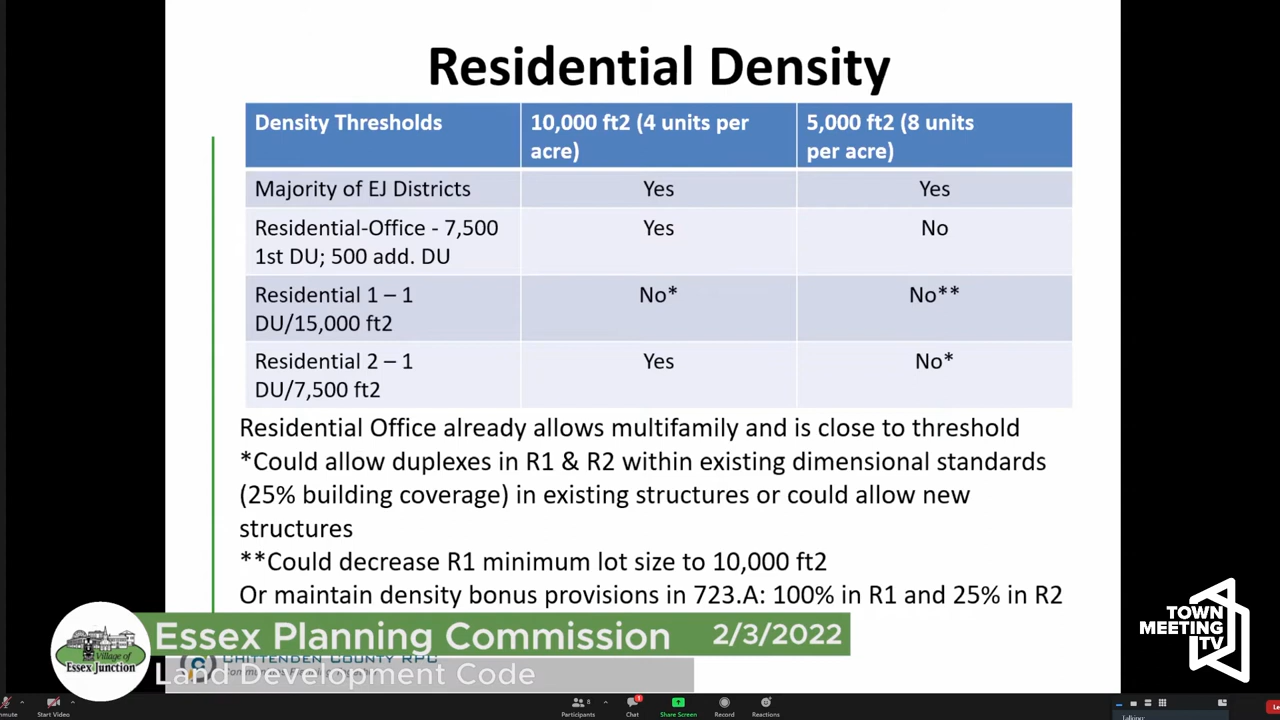 Residential Density
Density Thresholds
10,000 ft2 (4 units per
acre)
5,000 ft2 (8 units
per acre)
Majority of EJ Districts
Yes
Yes
Residential-Office - 7,500
1st DU; 500 add. DU
Yes
No
Residential 1 – 1
DU/15,000 ft2
No*
No**
Residential 2 – 1
DU/7,500 ft2
Yes
No*
Residential Office already allows multifamily and is close to threshold
*Could allow duplexes in R1 & R2 within existing dimensional standards
(25% building coverage) in existing structures or could allow new
structures
**Could decrease R1 minimum lot size to 10,000 ft2
Or maintain density bonus provisions in 723.A: 100% in R1 and 25% in R2
Essex Planning Commission 2/3/2022
CHITTENDEN COUNTY RPC
Land Development Code
Village of
Essex Junction
TOWN
MEETING
TV
Start Video
Participants
8
Chat
1
Share Screen
Record
Reactions